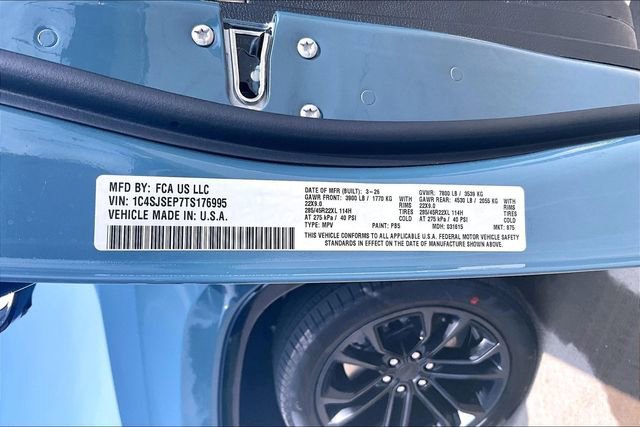 MFD BY: FCA US LLC
VIN: 1C4SJSEP7TS176995
VEHICLE MADE IN U.S.A.
DATE OF MFR (BUILT): 3-26 GVWR: 7800 LB / 3539 KG
GAWR FRONT: 3900 LB / 1770 KG WITH GAWR REAR: 4530 LB / 2055 KG WITH
22X9.0 RIMS 22X9.0 RIMS
285/45R22XL 114H TIRES 285/45R22XL 114H TIRES
AT 275 kPa / 40 PSI COLD AT 275 kPa / 40 PSI COLD
TYPE: MPV PAINT: PB5 MDH: 031615 MKT: 875
THIS VEHICLE CONFORMS TO ALL APPLICABLE U.S.A. FEDERAL MOTOR VEHICLE SAFETY
STANDARDS IN EFFECT ON THE DATE OF MANUFACTURE SHOWN ABOVE.